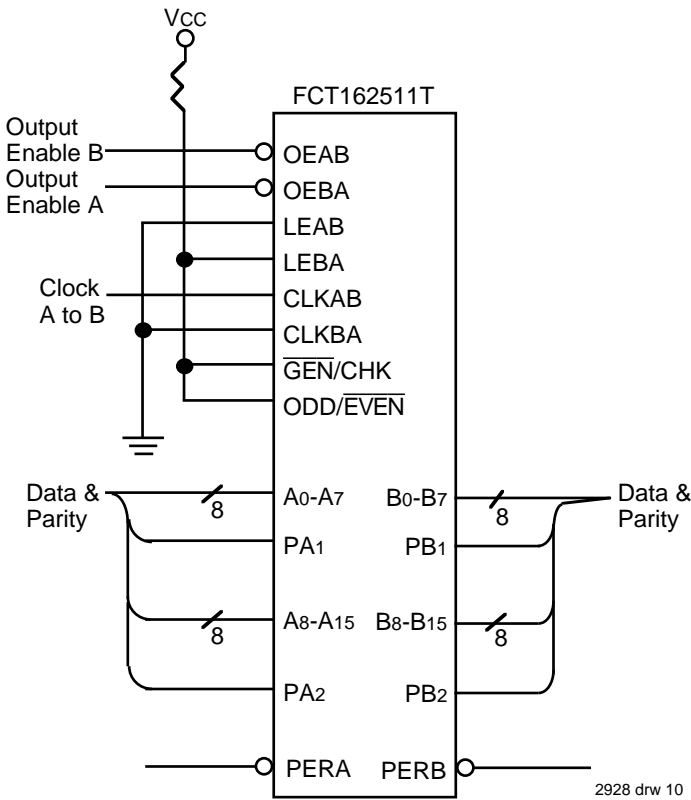 VCC
FCT162511T
Output
Enable B
OEAB
Output
Enable A
OEBA
LEAB
LEBA
Clock
A to B
CLKAB
CLKBA
GEN/CHK
ODD/EVEN
Data &
Parity
8
A0-A7
B0-B7
8
Data &
Parity
PA1
PB1
8
A8-A15
B8-B15
8
PA2
PB2
PERA
PERB
2928 drw 10